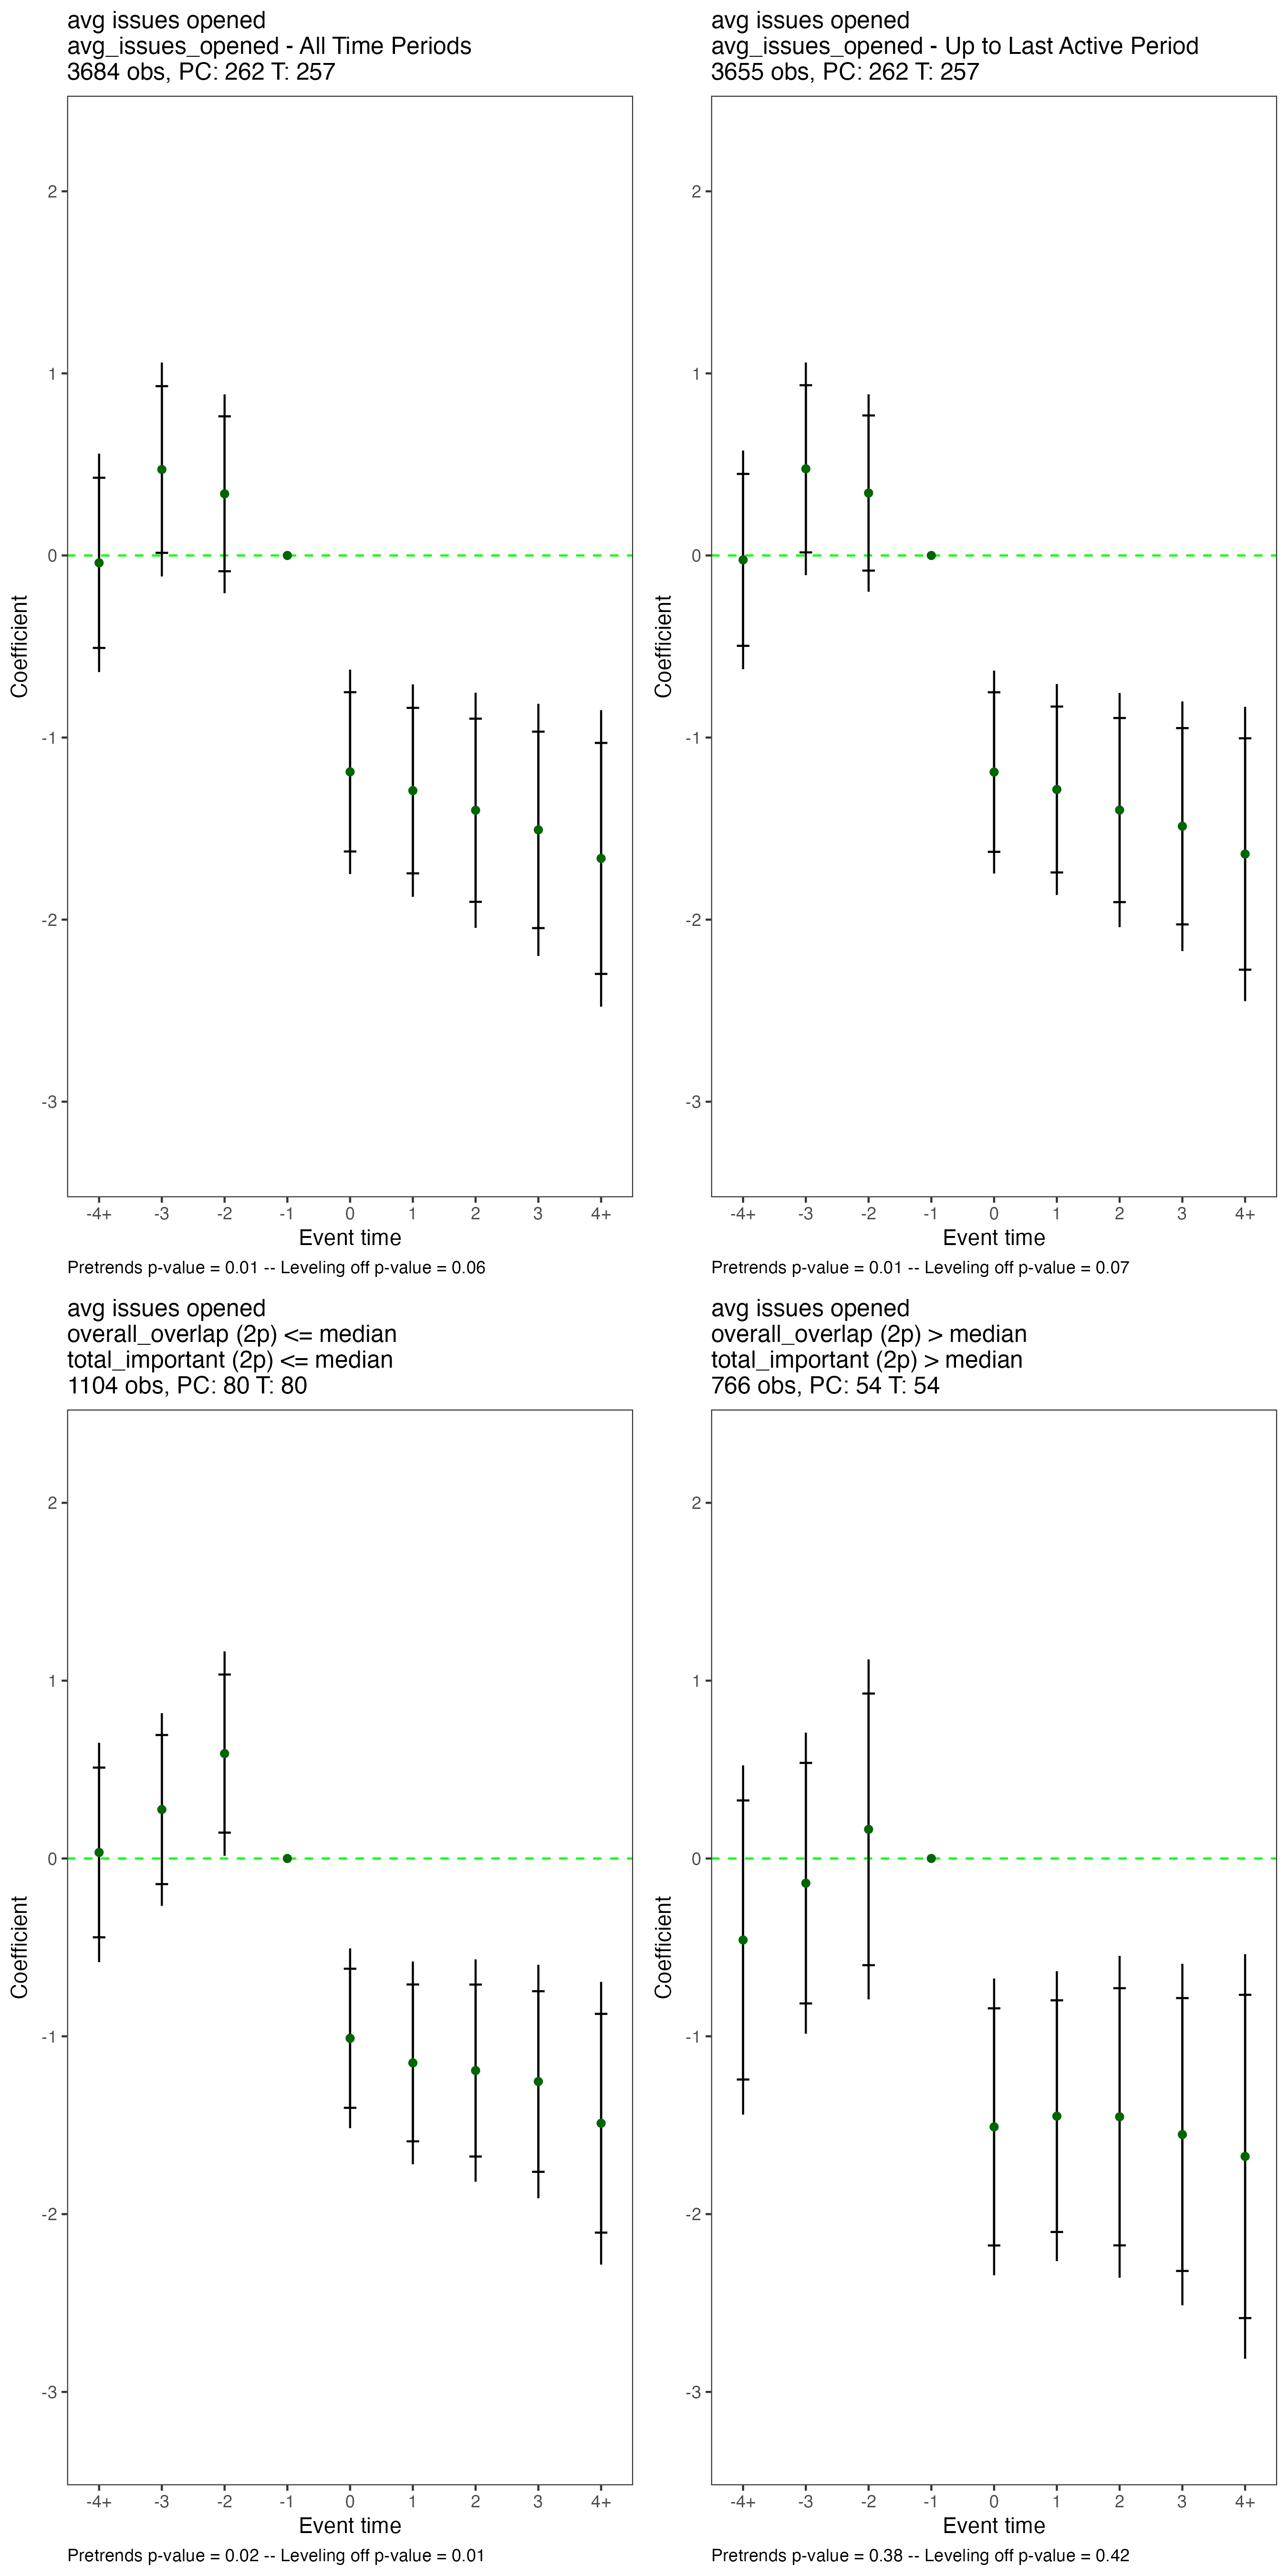 avg issues opened
avg_issues_opened - All Time Periods
3684 obs, PC: 262 T: 257
2
1
0
-1
-2
-3
Coefficient
-4+ -3 -2 -1 0 1 2 3 4+
Event time
Pretrends p-value = 0.01 -- Leveling off p-value = 0.06
avg issues opened
avg_issues_opened - Up to Last Active Period
3655 obs, PC: 262 T: 257
2
1
0
-1
-2
-3
Coefficient
-4+ -3 -2 -1 0 1 2 3 4+
Event time
Pretrends p-value = 0.01 -- Leveling off p-value = 0.07
avg issues opened
overall_overlap (2p) <= median
total_important (2p) <= median
1104 obs, PC: 80 T: 80
2
1
0
-1
-2
-3
Coefficient
-4+ -3 -2 -1 0 1 2 3 4+
Event time
Pretrends p-value = 0.02 -- Leveling off p-value = 0.01
avg issues opened
overall_overlap (2p) > median
total_important (2p) > median
766 obs, PC: 54 T: 54
2
1
0
-1
-2
-3
Coefficient
-4+ -3 -2 -1 0 1 2 3 4+
Event time
Pretrends p-value = 0.38 -- Leveling off p-value = 0.42